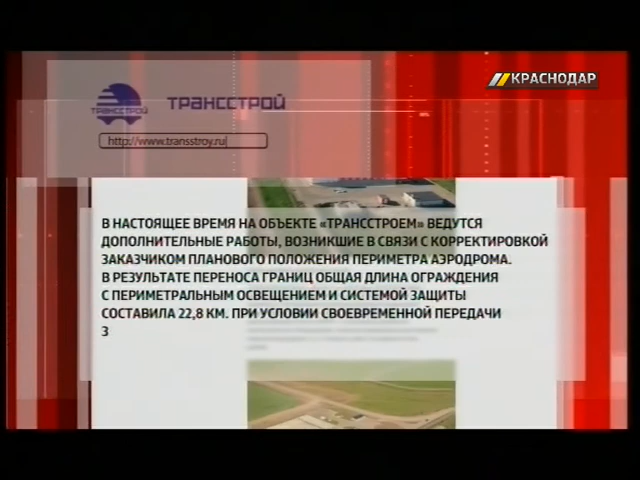 КРАСНОДАР
ТРАНССТРОЙ
ТРАНССТРОЙ
http://www.transstroy.ru
В НАСТОЯЩЕЕ ВРЕМЯ НА ОБЪЕКТЕ «ТРАНССТРОЕМ» ВЕДУТСЯ
ДОПОЛНИТЕЛЬНЫЕ РАБОТЫ, ВОЗНИКШИЕ В СВЯЗИ С КОРРЕКТИРОВКОЙ
ЗАКАЗЧИКОМ ПЛАНОВОГО ПОЛОЖЕНИЯ ПЕРИМЕТРА АЭРОДРОМА.
В РЕЗУЛЬТАТЕ ПЕРЕНОСА ГРАНИЦ ОБЩАЯ ДЛИНА ОГРАЖДЕНИЯ
С ПЕРИМЕТРАЛЬНЫМ ОСВЕЩЕНИЕМ И СИСТЕМОЙ ЗАЩИТЫ
СОСТАВИЛА 22,8 КМ. ПРИ УСЛОВИИ СВОЕВРЕМЕННОЙ ПЕРЕДАЧИ
З